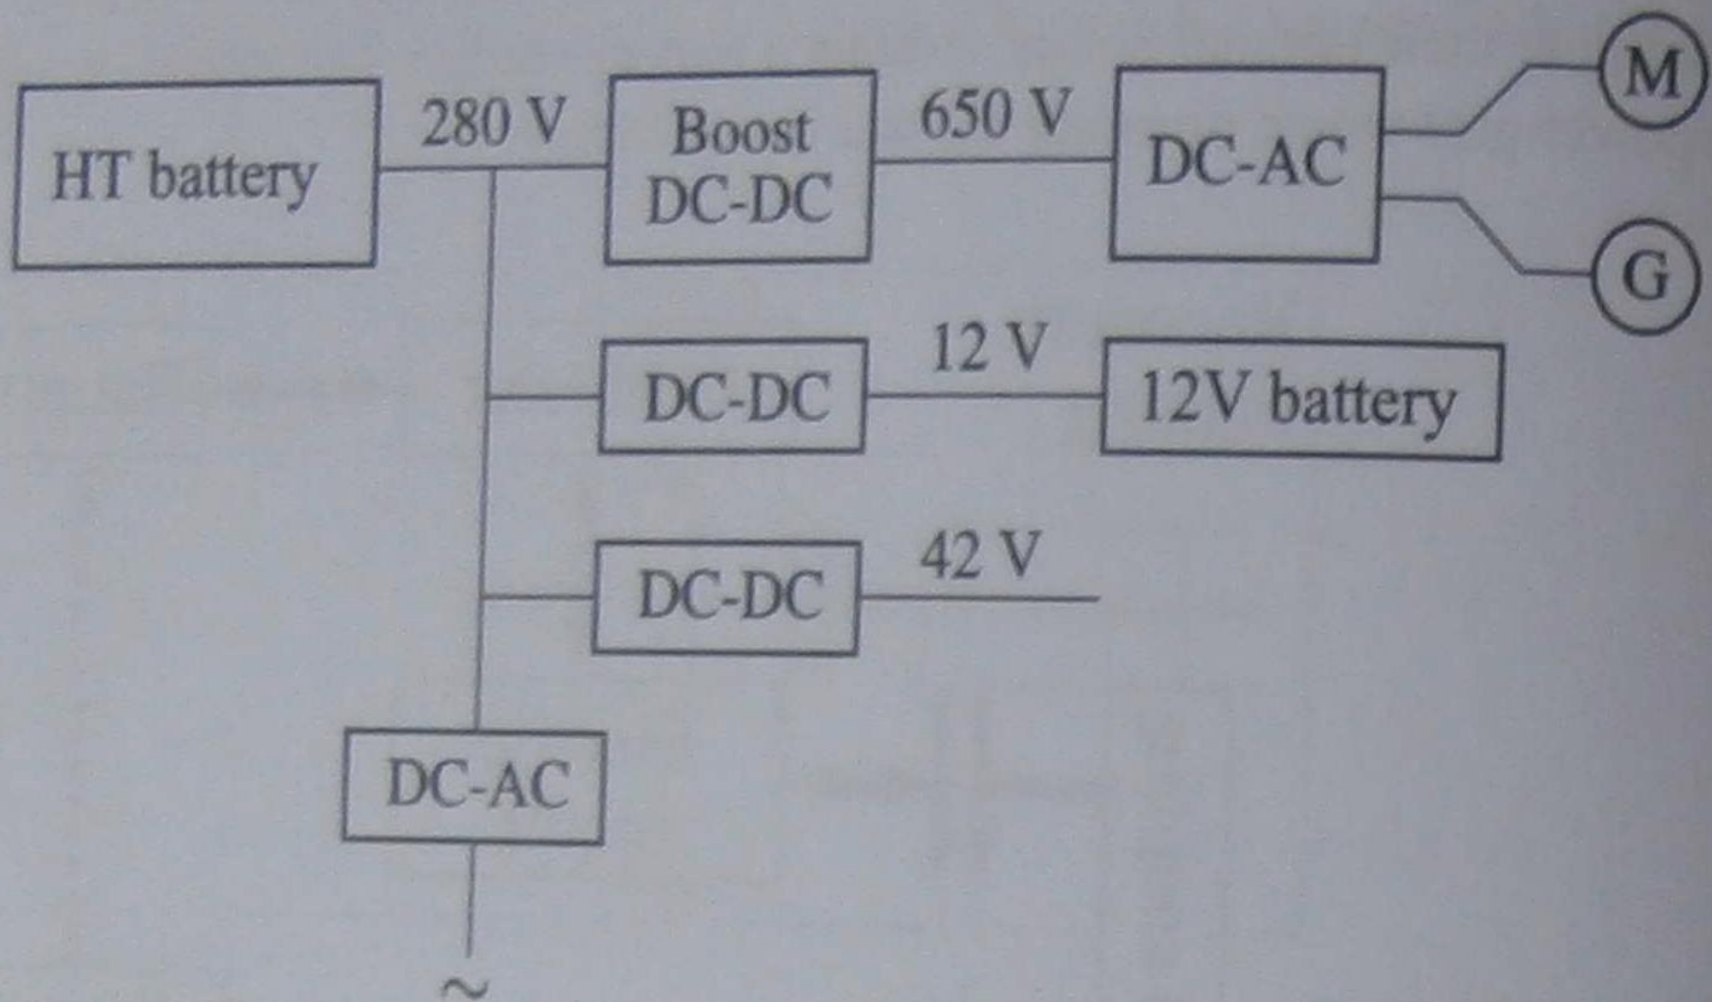 HT battery
280 V
Boost
DC-DC
650 V
DC-AC
M
G
DC-DC
12 V
12V battery
DC-DC
42 V
DC-AC
~